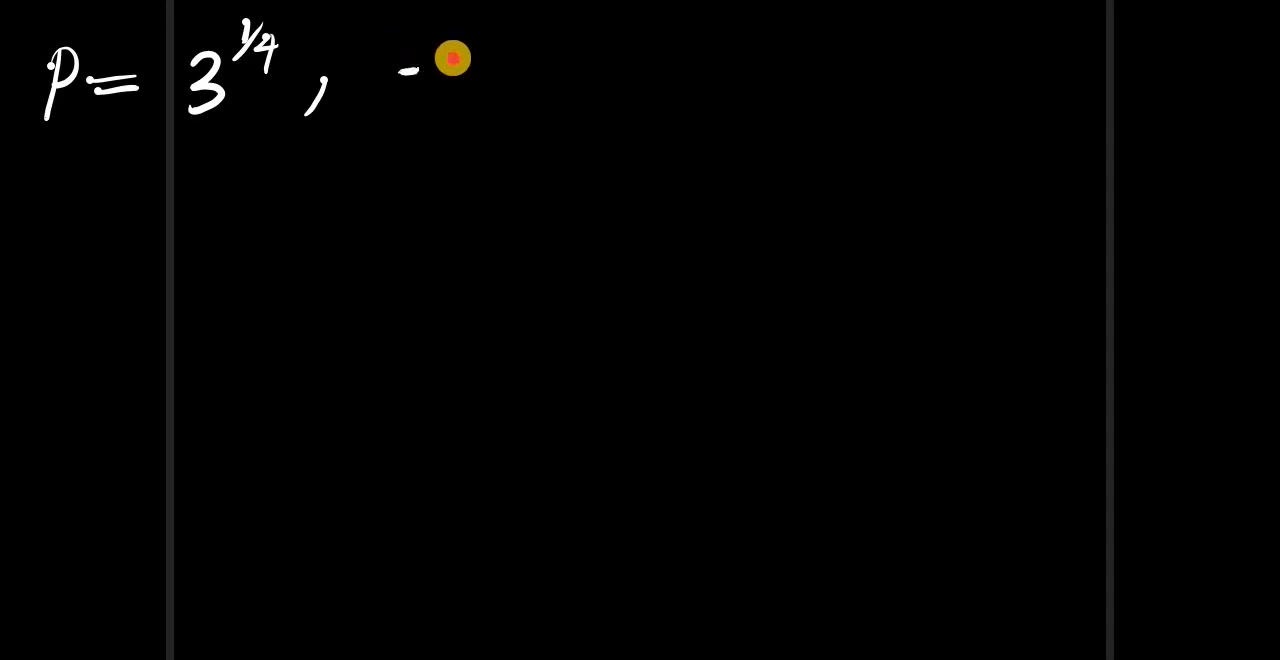 P = 3^{1/4} , -